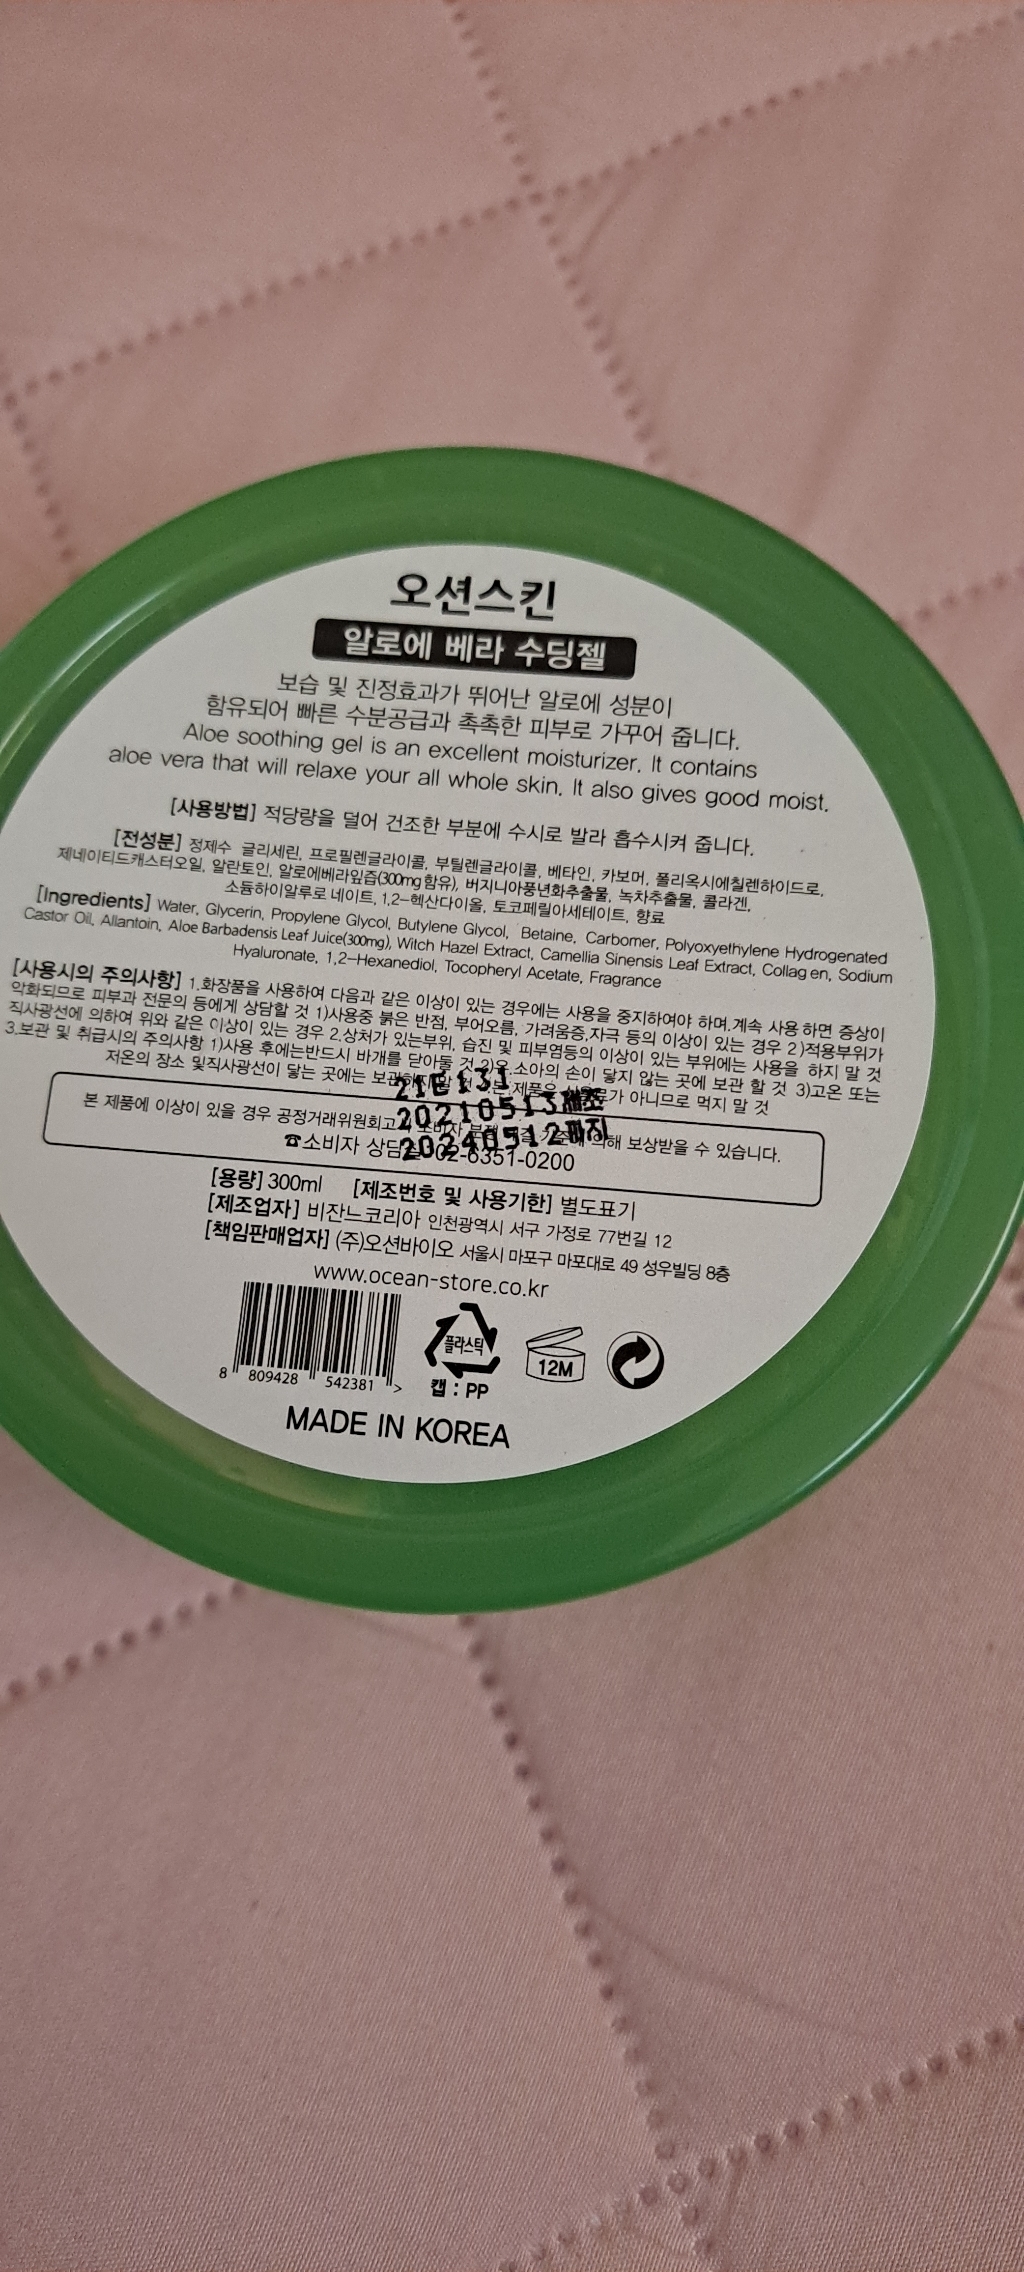 오션스킨
알로에 베라 수딩젤
보습 및 진정효과가 뛰어난 알로에 성분이
함유되어 빠른 수분공급과 촉촉한 피부로 가꾸어 줍니다.
Aloe soothing gel is an excellent moisturizer. It contains
aloe vera that will relaxe your all whole skin. It also gives good moist.
[사용방법] 적당량을 덜어 건조한 부분에 수시로 발라 흡수시켜 줍니다.
[전성분] 정제수 글리세린, 프로필렌글라이콜, 부틸렌글라이콜, 베타인, 카보머, 폴리옥시에칠렌하이드로,
제네이티드캐스터오일, 알란토인, 알로에베라잎즙(300mg함유), 버지니아풍년화추출물, 녹차추출물, 콜라겐,
소듐하이알루로 네이트, 1,2-헥산다이올, 토코페릴아세테이트, 향료
[Ingredients] Water, Glycerin, Propylene Glycol, Butylene Glycol, Betaine, Carbomer, Polyoxyethylene Hydrogenated
Castor Oil, Allantoin, Aloe Barbadensis Leaf Juice(300mg), Witch Hazel Extract, Camellia Sinensis Leaf Extract, Collag en, Sodium
Hyaluronate, 1,2-Hexanediol, Tocopheryl Acetate, Fragrance
[사용시의 주의사항] 1.화장품을 사용하여 다음과 같은 이상이 있는 경우에는 사용을 중지하여야 하며,계속 사용하면 증상이
악화되므로 피부과 전문의 등에게 상담할 것 1)사용중 붉은 반점, 부어오름, 가려움증,자극 등의 이상이 있는 경우 2)적용부위가
직사광선에 의하여 위와 같은 이상이 있는 경우 2.상처가 있는부위, 습진 및 피부염등의 이상이 있는 부위에는 사용을 하지 말 것
3.보관 및 취급시의 주의사항 1)사용 후에는반드시 바개를 닫아둘 것 2)유.소아의 손이 닿지 않는 곳에 보관 할 것 3)고온 또는
저온의 장소 및직사광선이 닿는 곳에는 제품은 가 아니므로 먹지 말 것
21E131
20210513제조
20240512까지
본 제품에 이상이 있을 경우 공정거래위원회고 소비자 의해 보상받을 수 있습니다.
☎소비자 상담실 02-6351-0200
[용량] 300ml [제조번호 및 사용기한] 별도표기
[제조업자] 비잔느코리아 인천광역시 서구 가정로 77번길 12
[책임판매업자] (주)오션바이오 서울시 마포구 마포대로 49 성우빌딩 8층
www.ocean-store.co.kr
8 809428 542381 >
플라스틱
캡 : PP
12M
MADE IN KOREA